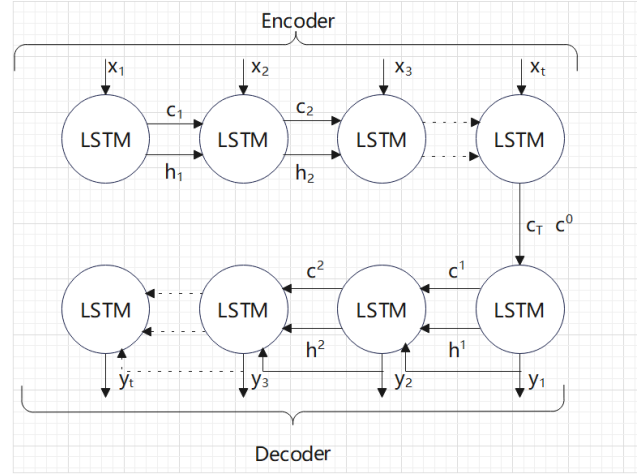 Encoder
x₁ x₂ x₃ xₜ
c₁ c₂
LSTM LSTM LSTM LSTM
h₁ h₂
c_T c⁰
c² c¹
LSTM LSTM LSTM LSTM
h² h¹
yₜ y₃ y₂ y₁
Decoder